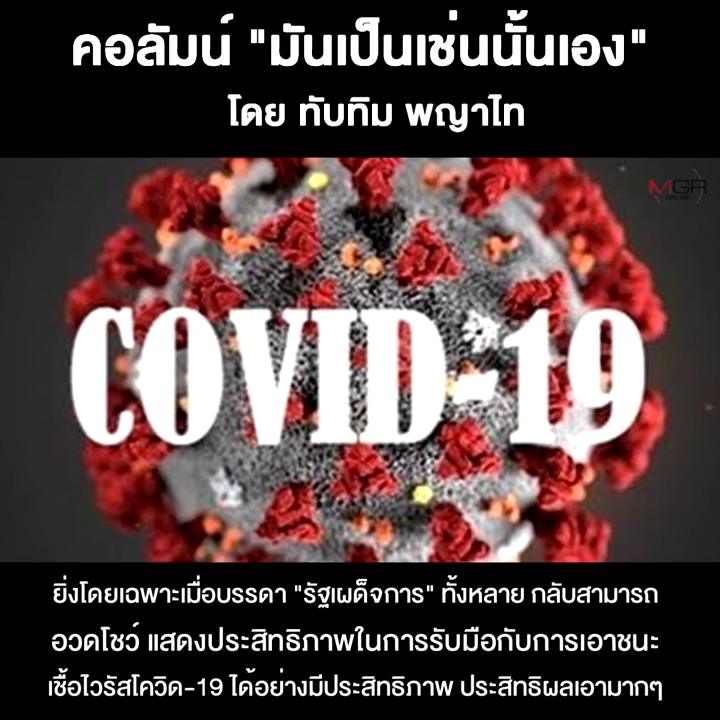 คอลัมน์ "มันเป็นเช่นนั้นเอง"
โดย ทับทิม พญาไท
MGR
ONLINE
COVID-19
ยิ่งโดยเฉพาะเมื่อบรรดา "รัฐเผด็จการ" ทั้งหลาย กลับสามารถ
อวดโชว์ แสดงประสิทธิภาพในการรับมือกับการเอาชนะ
เชื้อไวรัสโควิด-19 ได้อย่างมีประสิทธิภาพ ประสิทธิผลเอามากๆ